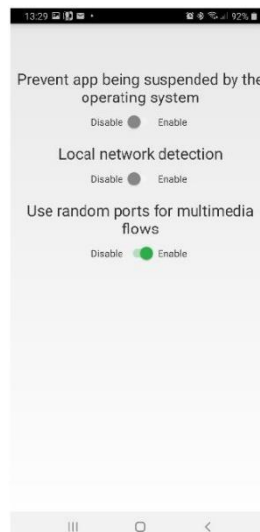 13:29 92%
Prevent app being suspended by the
operating system
Disable Enable
Local network detection
Disable Enable
Use random ports for multimedia
flows
Disable Enable